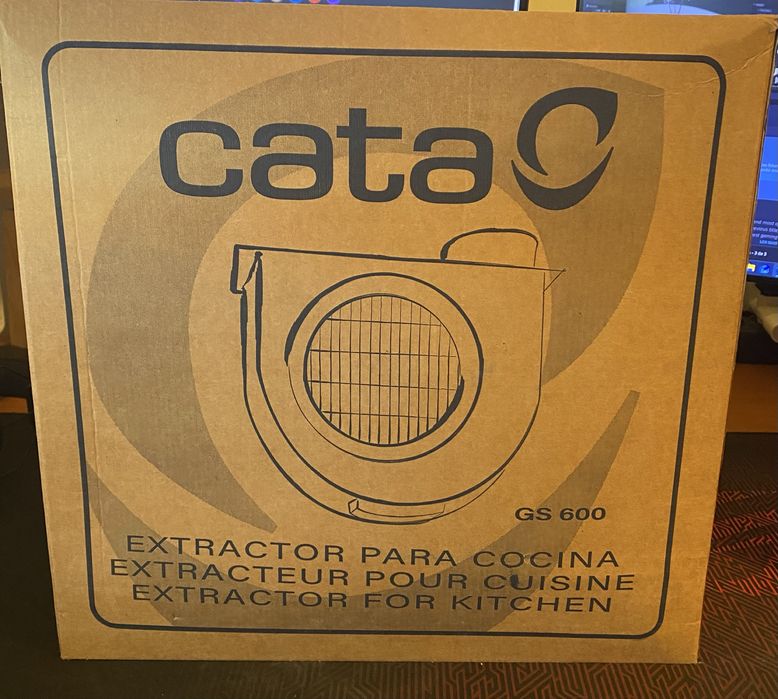 cata
GS 600
EXTRACTOR PARA COCINA
EXTRACTEUR POUR CUISINE
EXTRACTOR FOR KITCHEN